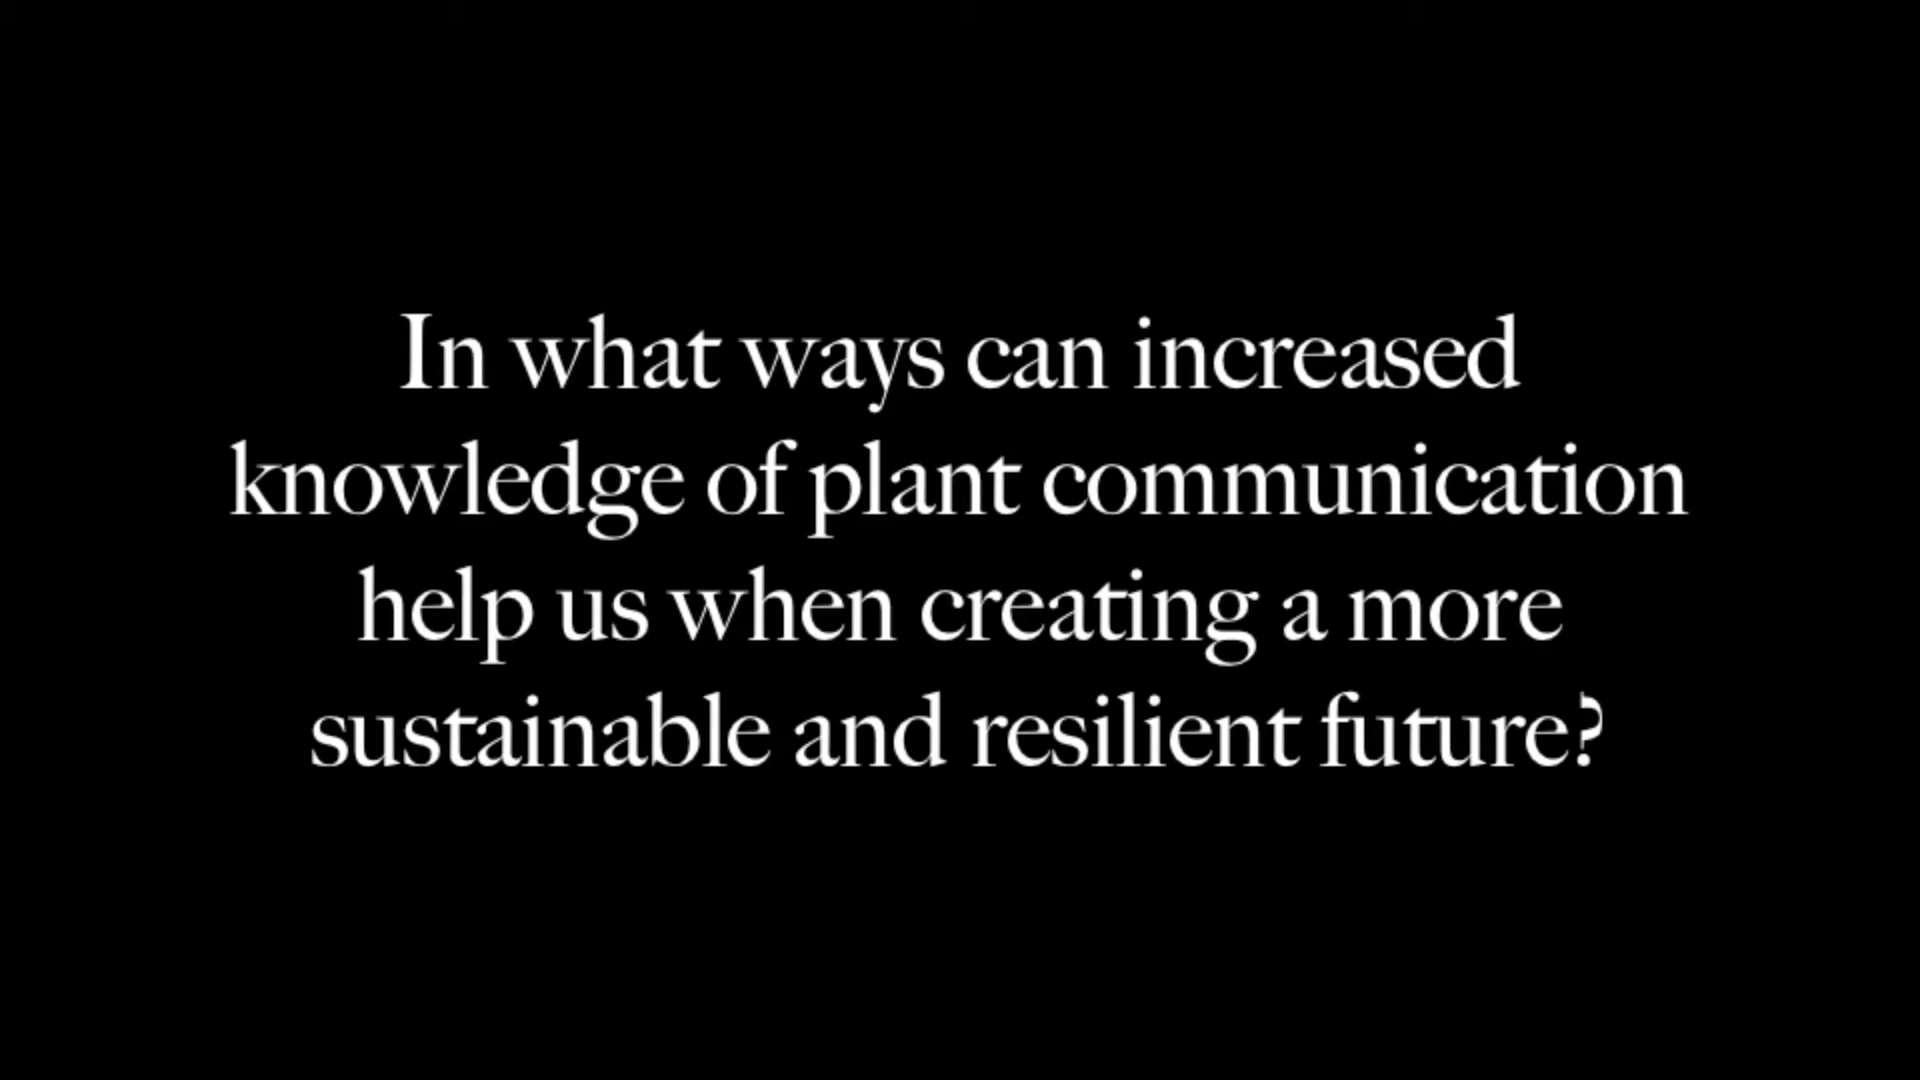 In what ways can increased
knowledge of plant communication
help us when creating a more
sustainable and resilient future?